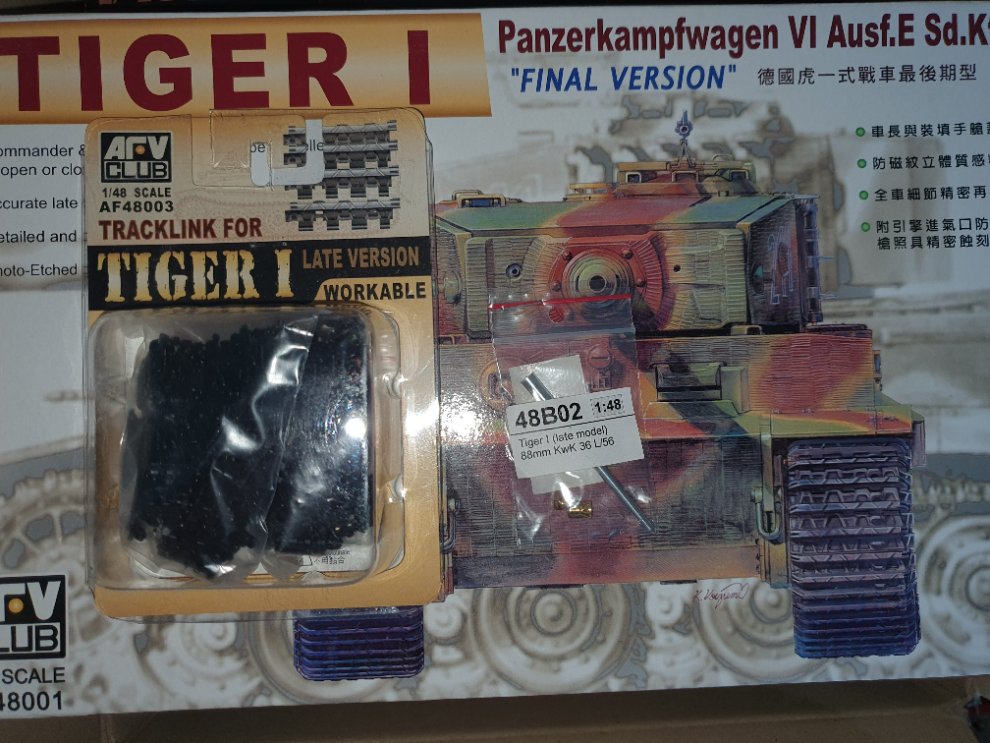 TIGER I
Panzerkampfwagen VI Ausf.E Sd.K
"FINAL VERSION"
德國虎一式戰車最後期型
ommander &
open or clo
ccurate late
etailed and
hoto-Etched
車長與裝填手艙
防磁紋立體質感
全車細節精密再
附引擎進氣口防
槍照具精密蝕刻
AFV
CLUB
1/48 SCALE
AF48003
TRACKLINK FOR
TIGER I LATE VERSION
WORKABLE
48B02 1:48
Tiger I (late model)
88mm KwK 36 L/56
AFV
CLUB
SCALE
48001